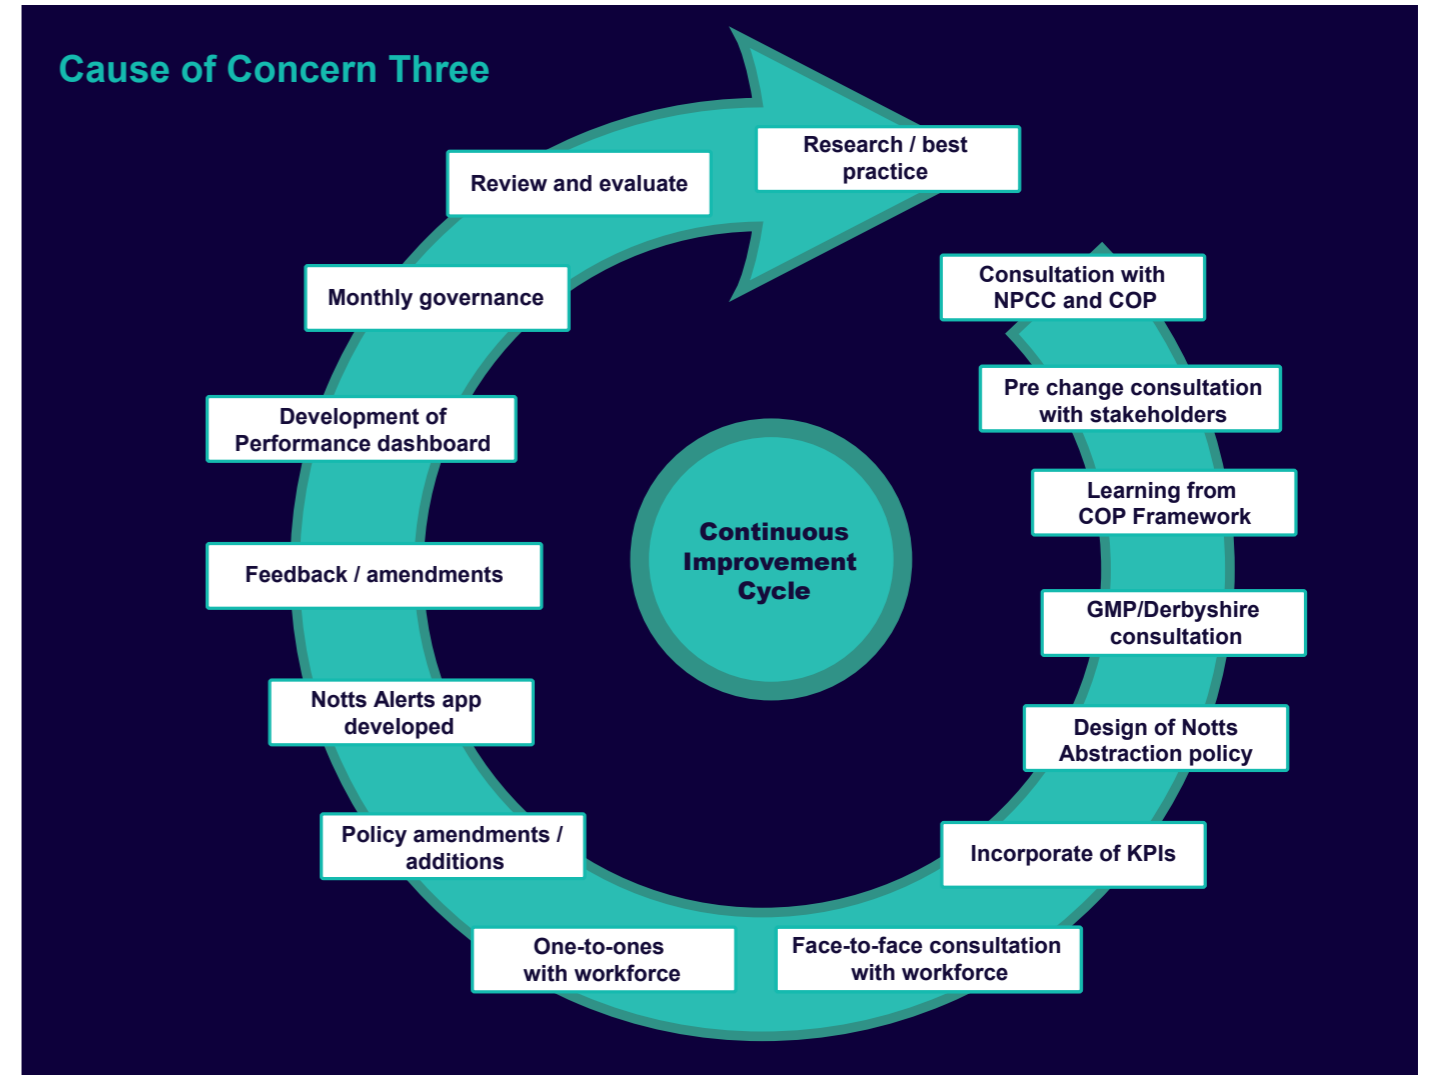 Cause of Concern Three
Research / best
practice
Consultation with
NPCC and COP
Pre change consultation
with stakeholders
Learning from
COP Framework
GMP/Derbyshire
consultation
Design of Notts
Abstraction policy
Incorporate of KPIs
Face-to-face consultation
with workforce
One-to-ones
with workforce
Policy amendments /
additions
Notts Alerts app
developed
Feedback / amendments
Development of
Performance dashboard
Monthly governance
Review and evaluate
Continuous
Improvement
Cycle